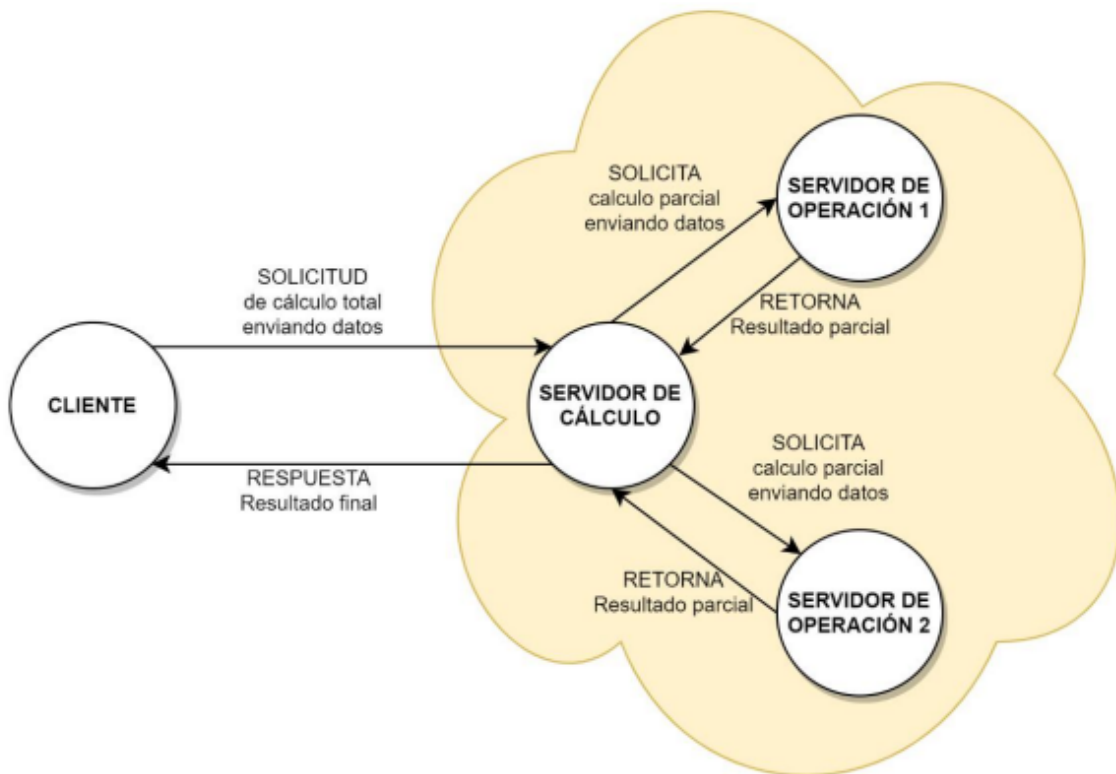 SOLICITA
calculo parcial
enviando datos
SERVIDOR DE
OPERACIÓN 1
SOLICITUD
de cálculo total
enviando datos
RETORNA
Resultado parcial
CLIENTE
SERVIDOR DE
CÁLCULO
SOLICITA
calculo parcial
enviando datos
RESPUESTA
Resultado final
RETORNA
Resultado parcial
SERVIDOR DE
OPERACIÓN 2